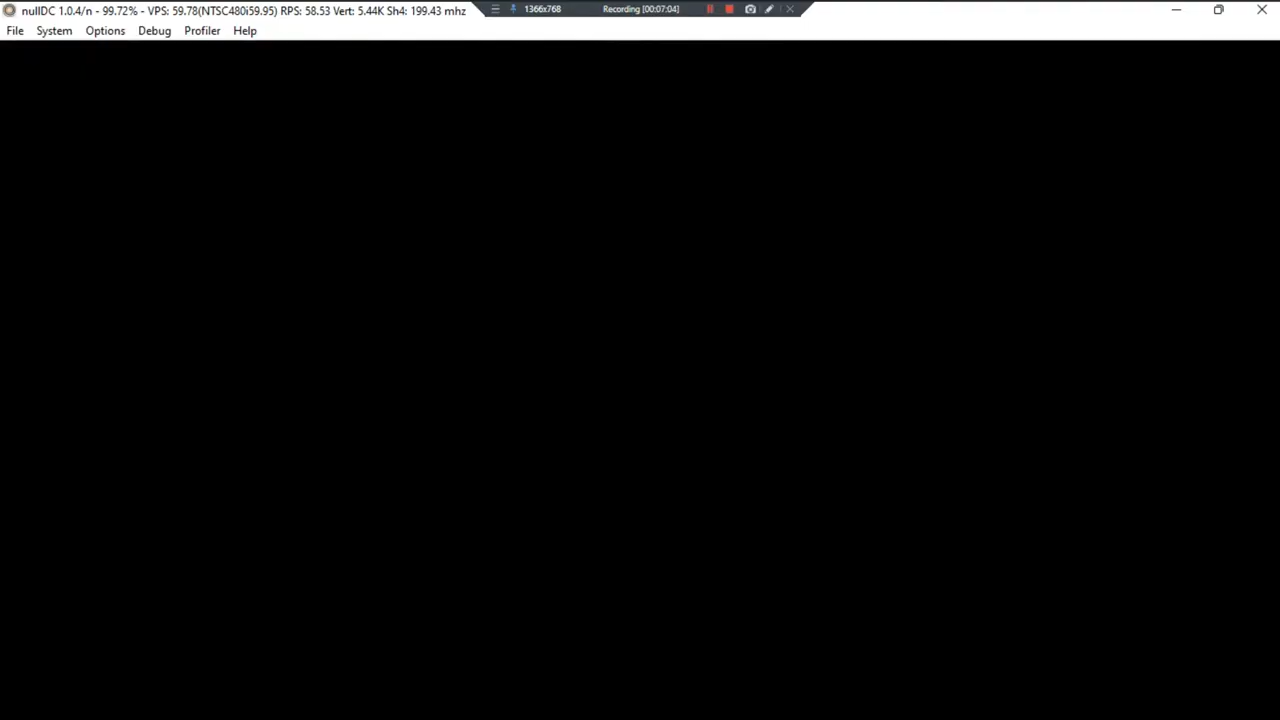 nullDC 1.0.4/n - 99.72% - VPS: 59.78(NTSC480i59.95) RPS: 58.53 Vert: 5.44K Sh4: 199.43 mhz
1366x768
Recording [00:07:04]
File System Options Debug Profiler Help